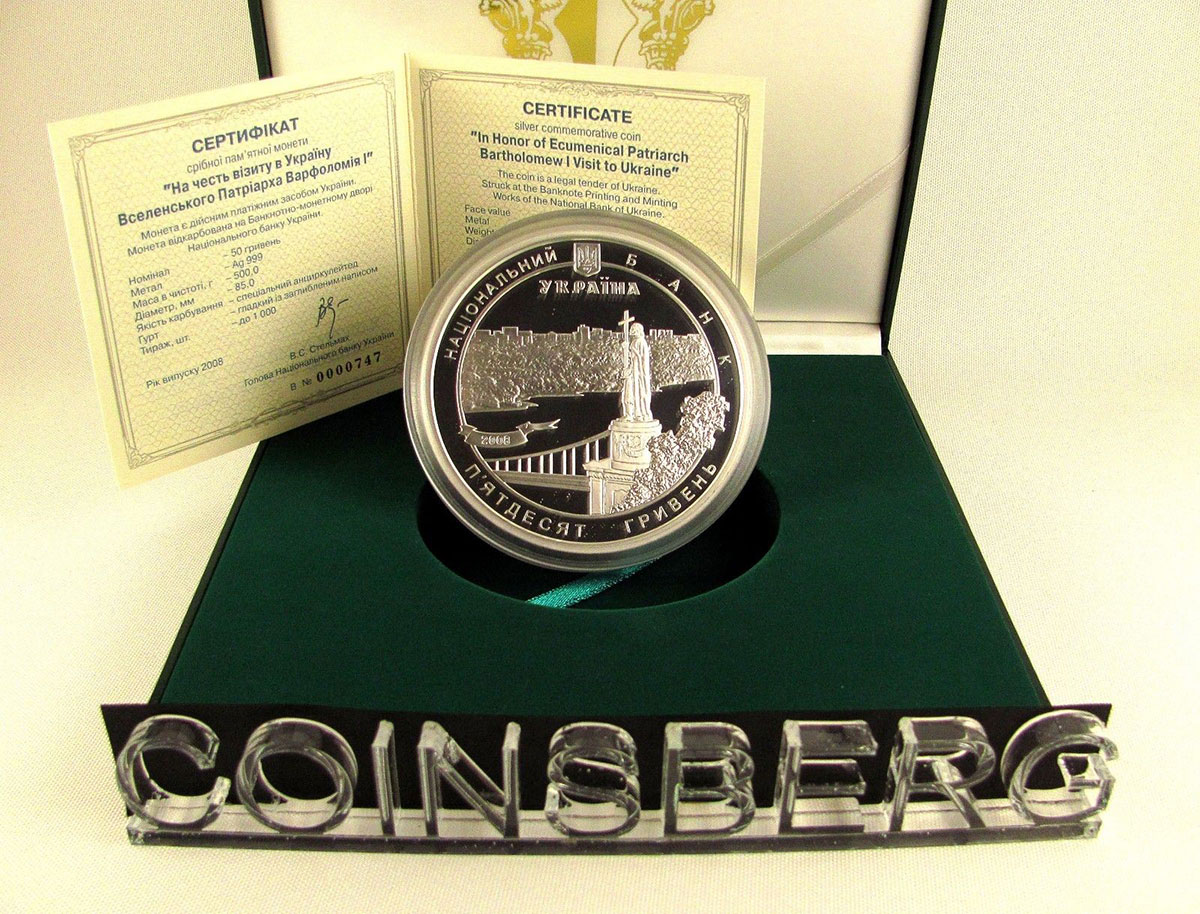 СЕРТИФІКАТ
срібної пам'ятної монети
"На честь візиту в Україну
Вселенського Патріарха Варфоломія І"
Монета є дійсним платіжним засобом України.
Монета відкарбована на Банкнотно-монетному дворі
Національного банку України.
Номінал – 50 гривень
Метал – Ag 999
Маса в чистоті, г – 500,0
Діаметр, мм – 85,0
Якість карбування – спеціальний анциркулейтед
Гурт – гладкий із заглибленим написом
Тираж, шт. – до 1 000
В.С. Стельмах
Рік випуску 2008 Голова Національного банку України
В № 0000747
CERTIFICATE
silver commemorative coin
"In Honor of Ecumenical Patriarch
Bartholomew I Visit to Ukraine"
The coin is a legal tender of Ukraine.
Struck at the Banknote Printing and Minting
Works of the National Bank of Ukraine.
Face value
Metal
НАЦІОНАЛЬНИЙ БАНК
УКРАЇНА
2008
П'ЯТДЕСЯТ ГРИВЕНЬ
COINSBERG